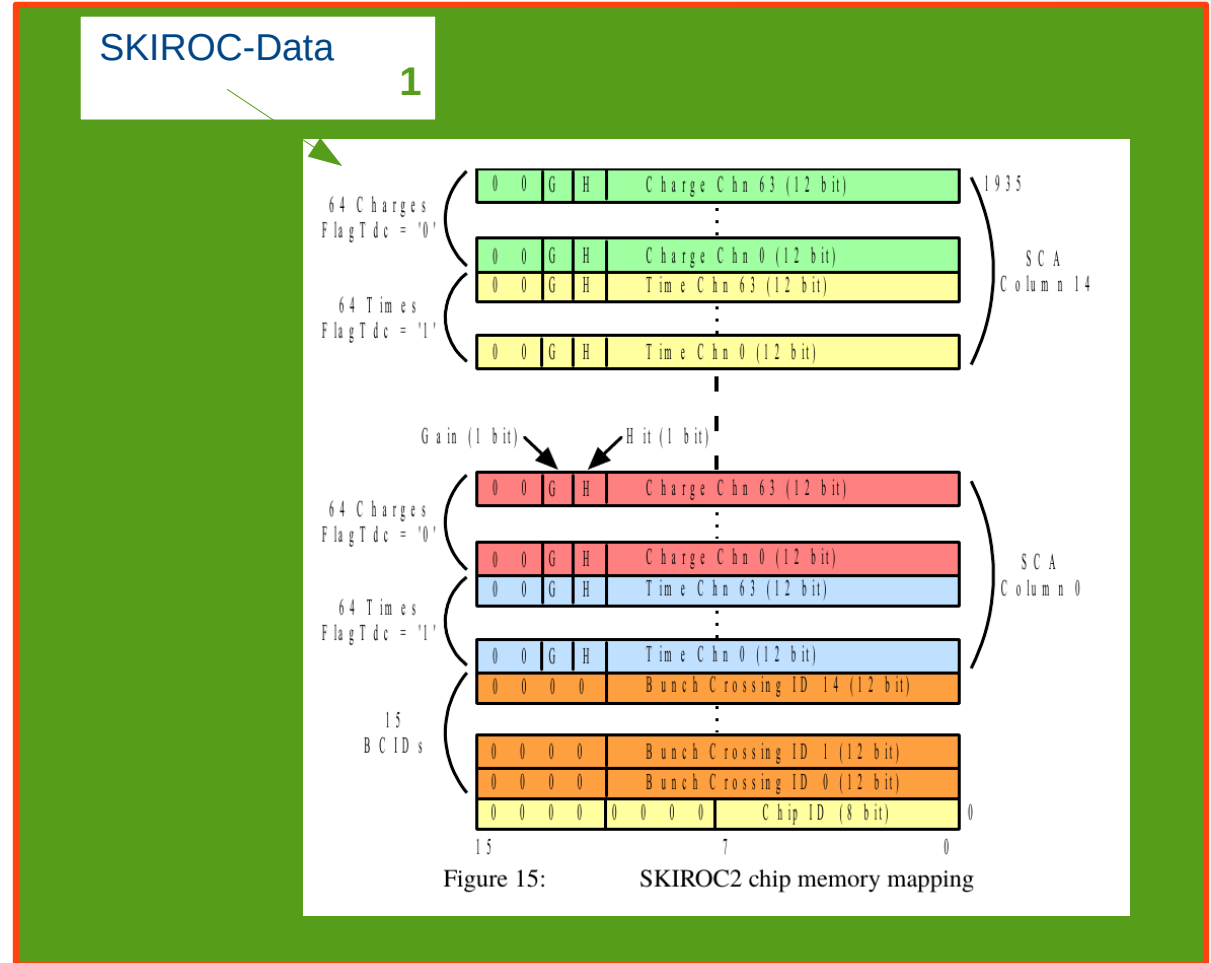 SKIROC-Data
1
0 0 G H Charge Chn 63 (12 bit)
1935
64 Charges
FlagTdc = '0'
0 0 G H Charge Chn 0 (12 bit)
SCA
Column 14
0 0 G H Time Chn 63 (12 bit)
64 Times
FlagTdc = '1'
0 0 G H Time Chn 0 (12 bit)
Gain (1 bit)
Hit (1 bit)
0 0 G H Charge Chn 63 (12 bit)
64 Charges
FlagTdc = '0'
0 0 G H Charge Chn 0 (12 bit)
SCA
Column 0
0 0 G H Time Chn 63 (12 bit)
64 Times
FlagTdc = '1'
0 0 G H Time Chn 0 (12 bit)
0 0 0 0 Bunch Crossing ID 14 (12 bit)
15
BCIDs
0 0 0 0 Bunch Crossing ID 1 (12 bit)
0 0 0 0 Bunch Crossing ID 0 (12 bit)
0 0 0 0 0 0 0 0 Chip ID (8 bit) 0
15 7 0
Figure 15: SKIROC2 chip memory mapping